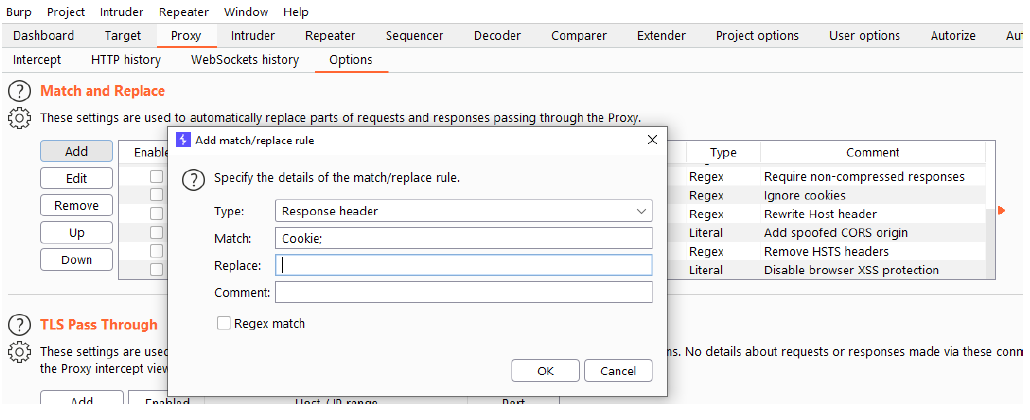 Burp Project Intruder Repeater Window Help
Dashboard Target Proxy Intruder Repeater Sequencer Decoder Comparer Extender Project options User options Autorize
Intercept HTTP history WebSockets history Options
? Match and Replace
These settings are used to automatically replace parts of requests and responses passing through the Proxy.
Add
Edit
Remove
Up
Down
Enable
Type Comment
Regex Require non-compressed responses
Regex Ignore cookies
Regex Rewrite Host header
Literal Add spoofed CORS origin
Regex Remove HSTS headers
Literal Disable browser XSS protection
Add match/replace rule
? Specify the details of the match/replace rule.
Type: Response header
Match: Cookie;
Replace:
Comment:
Regex match
OK Cancel
? TLS Pass Through
These settings are used
ns. No details about requests or responses made via these
the Proxy intercept view
Add Enabled Host / IP range Port